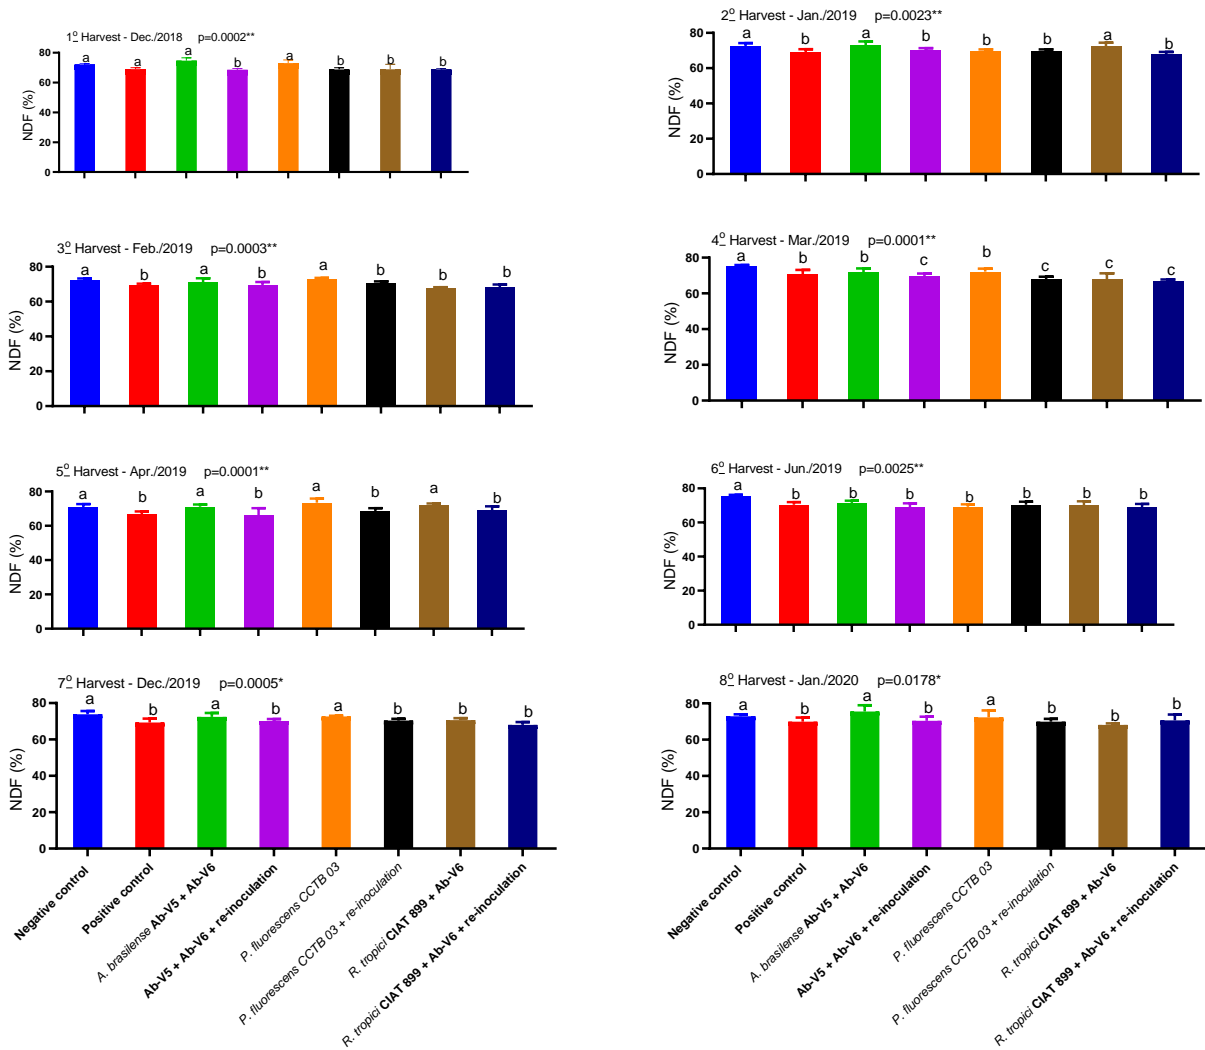 1º Harvest - Dec./2018 p=0.0002**
NDF (%)
80
60
40
20
0
a a a b a b b b
2º Harvest - Jan./2019 p=0.0023**
NDF (%)
80
60
40
20
0
a b a b b b a b
3º Harvest - Feb./2019 p=0.0003**
NDF (%)
80
60
40
20
0
a b a b a b b b
4º Harvest - Mar./2019 p=0.0001**
NDF (%)
80
60
40
20
0
a b b c b c c c
5º Harvest - Apr./2019 p=0.0001**
NDF (%)
80
60
40
20
0
a b a b a b a b
6º Harvest - Jun./2019 p=0.0025**
NDF (%)
80
60
40
20
0
a b b b b b b b
7º Harvest - Dec./2019 p=0.0005*
NDF (%)
80
60
40
20
0
a b a b a b b b
Negative control
Positive control
A. brasilense Ab-V5 + Ab-V6
Ab-V5 + Ab-V6 + re-inoculation
P. fluorescens CCTB 03
P. fluorescens CCTB 03 + re-inoculation
R. tropici CIAT 899 + Ab-V6
R. tropici CIAT 899 + Ab-V6 + re-inoculation
8º Harvest - Jan./2020 p=0.0178*
NDF (%)
80
60
40
20
0
a b a b a b b b
Negative control
Positive control
A. brasilense Ab-V5 + Ab-V6
Ab-V5 + Ab-V6 + re-inoculation
P. fluorescens CCTB 03
P. fluorescens CCTB 03 + re-inoculation
R. tropici CIAT 899 + Ab-V6
R. tropici CIAT 899 + Ab-V6 + re-inoculation